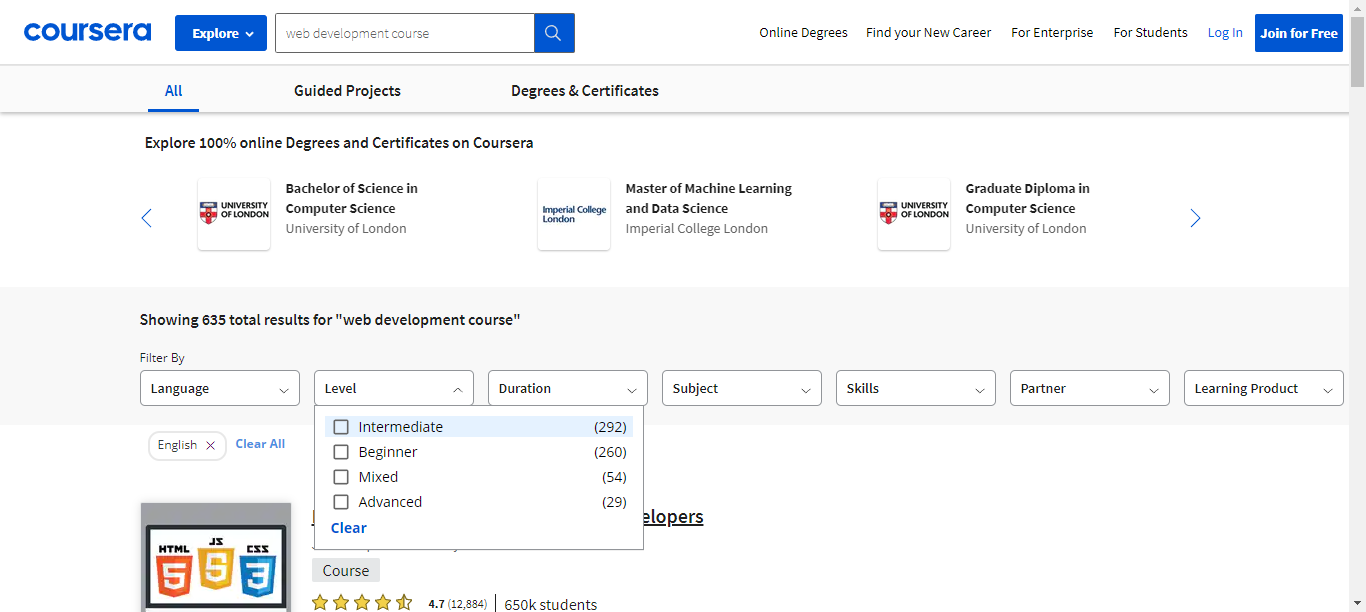 coursera
Explore
web development course
Online Degrees
Find your New Career
For Enterprise
For Students
Log In
Join for Free
All
Guided Projects
Degrees & Certificates
Explore 100% online Degrees and Certificates on Coursera
UNIVERSITY OF LONDON
Bachelor of Science in
Computer Science
University of London
Imperial College
London
Master of Machine Learning
and Data Science
Imperial College London
UNIVERSITY OF LONDON
Graduate Diploma in
Computer Science
University of London
Showing 635 total results for "web development course"
Filter By
Language
Level
Duration
Subject
Skills
Partner
Learning Product
Intermediate (292)
Beginner (260)
Mixed (54)
Advanced (29)
Clear
English
Clear All
elopers
HTML JS CSS
5 5 3
Course
4.7 (12,884) 650k students